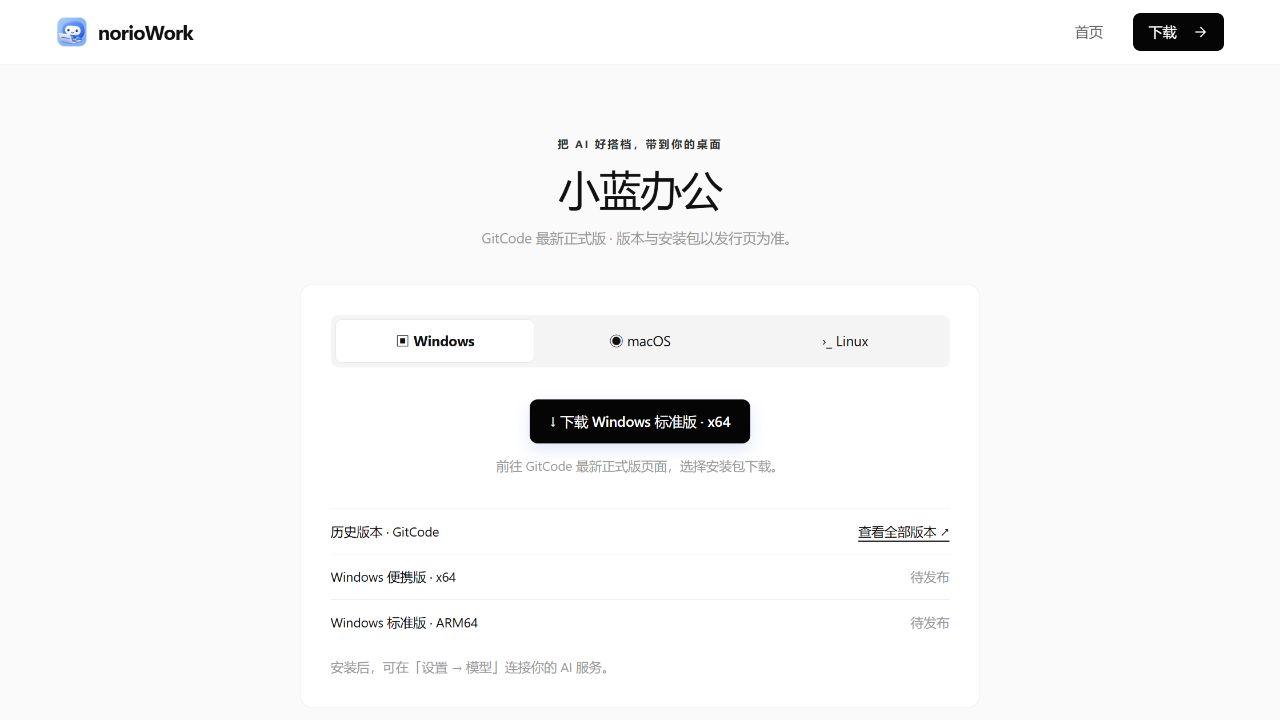 norioWork
首页
下载 →
把 AI 好搭档，带到你的桌面
小蓝办公
GitCode 最新正式版 · 版本与安装包以发行页为准。
Windows
macOS
›_ Linux
↓ 下载 Windows 标准版 · x64
前往 GitCode 最新正式版页面，选择安装包下载。
历史版本 · GitCode
查看全部版本 ↗
Windows 便携版 · x64
待发布
Windows 标准版 · ARM64
待发布
安装后，可在「设置 → 模型」连接你的 AI 服务。